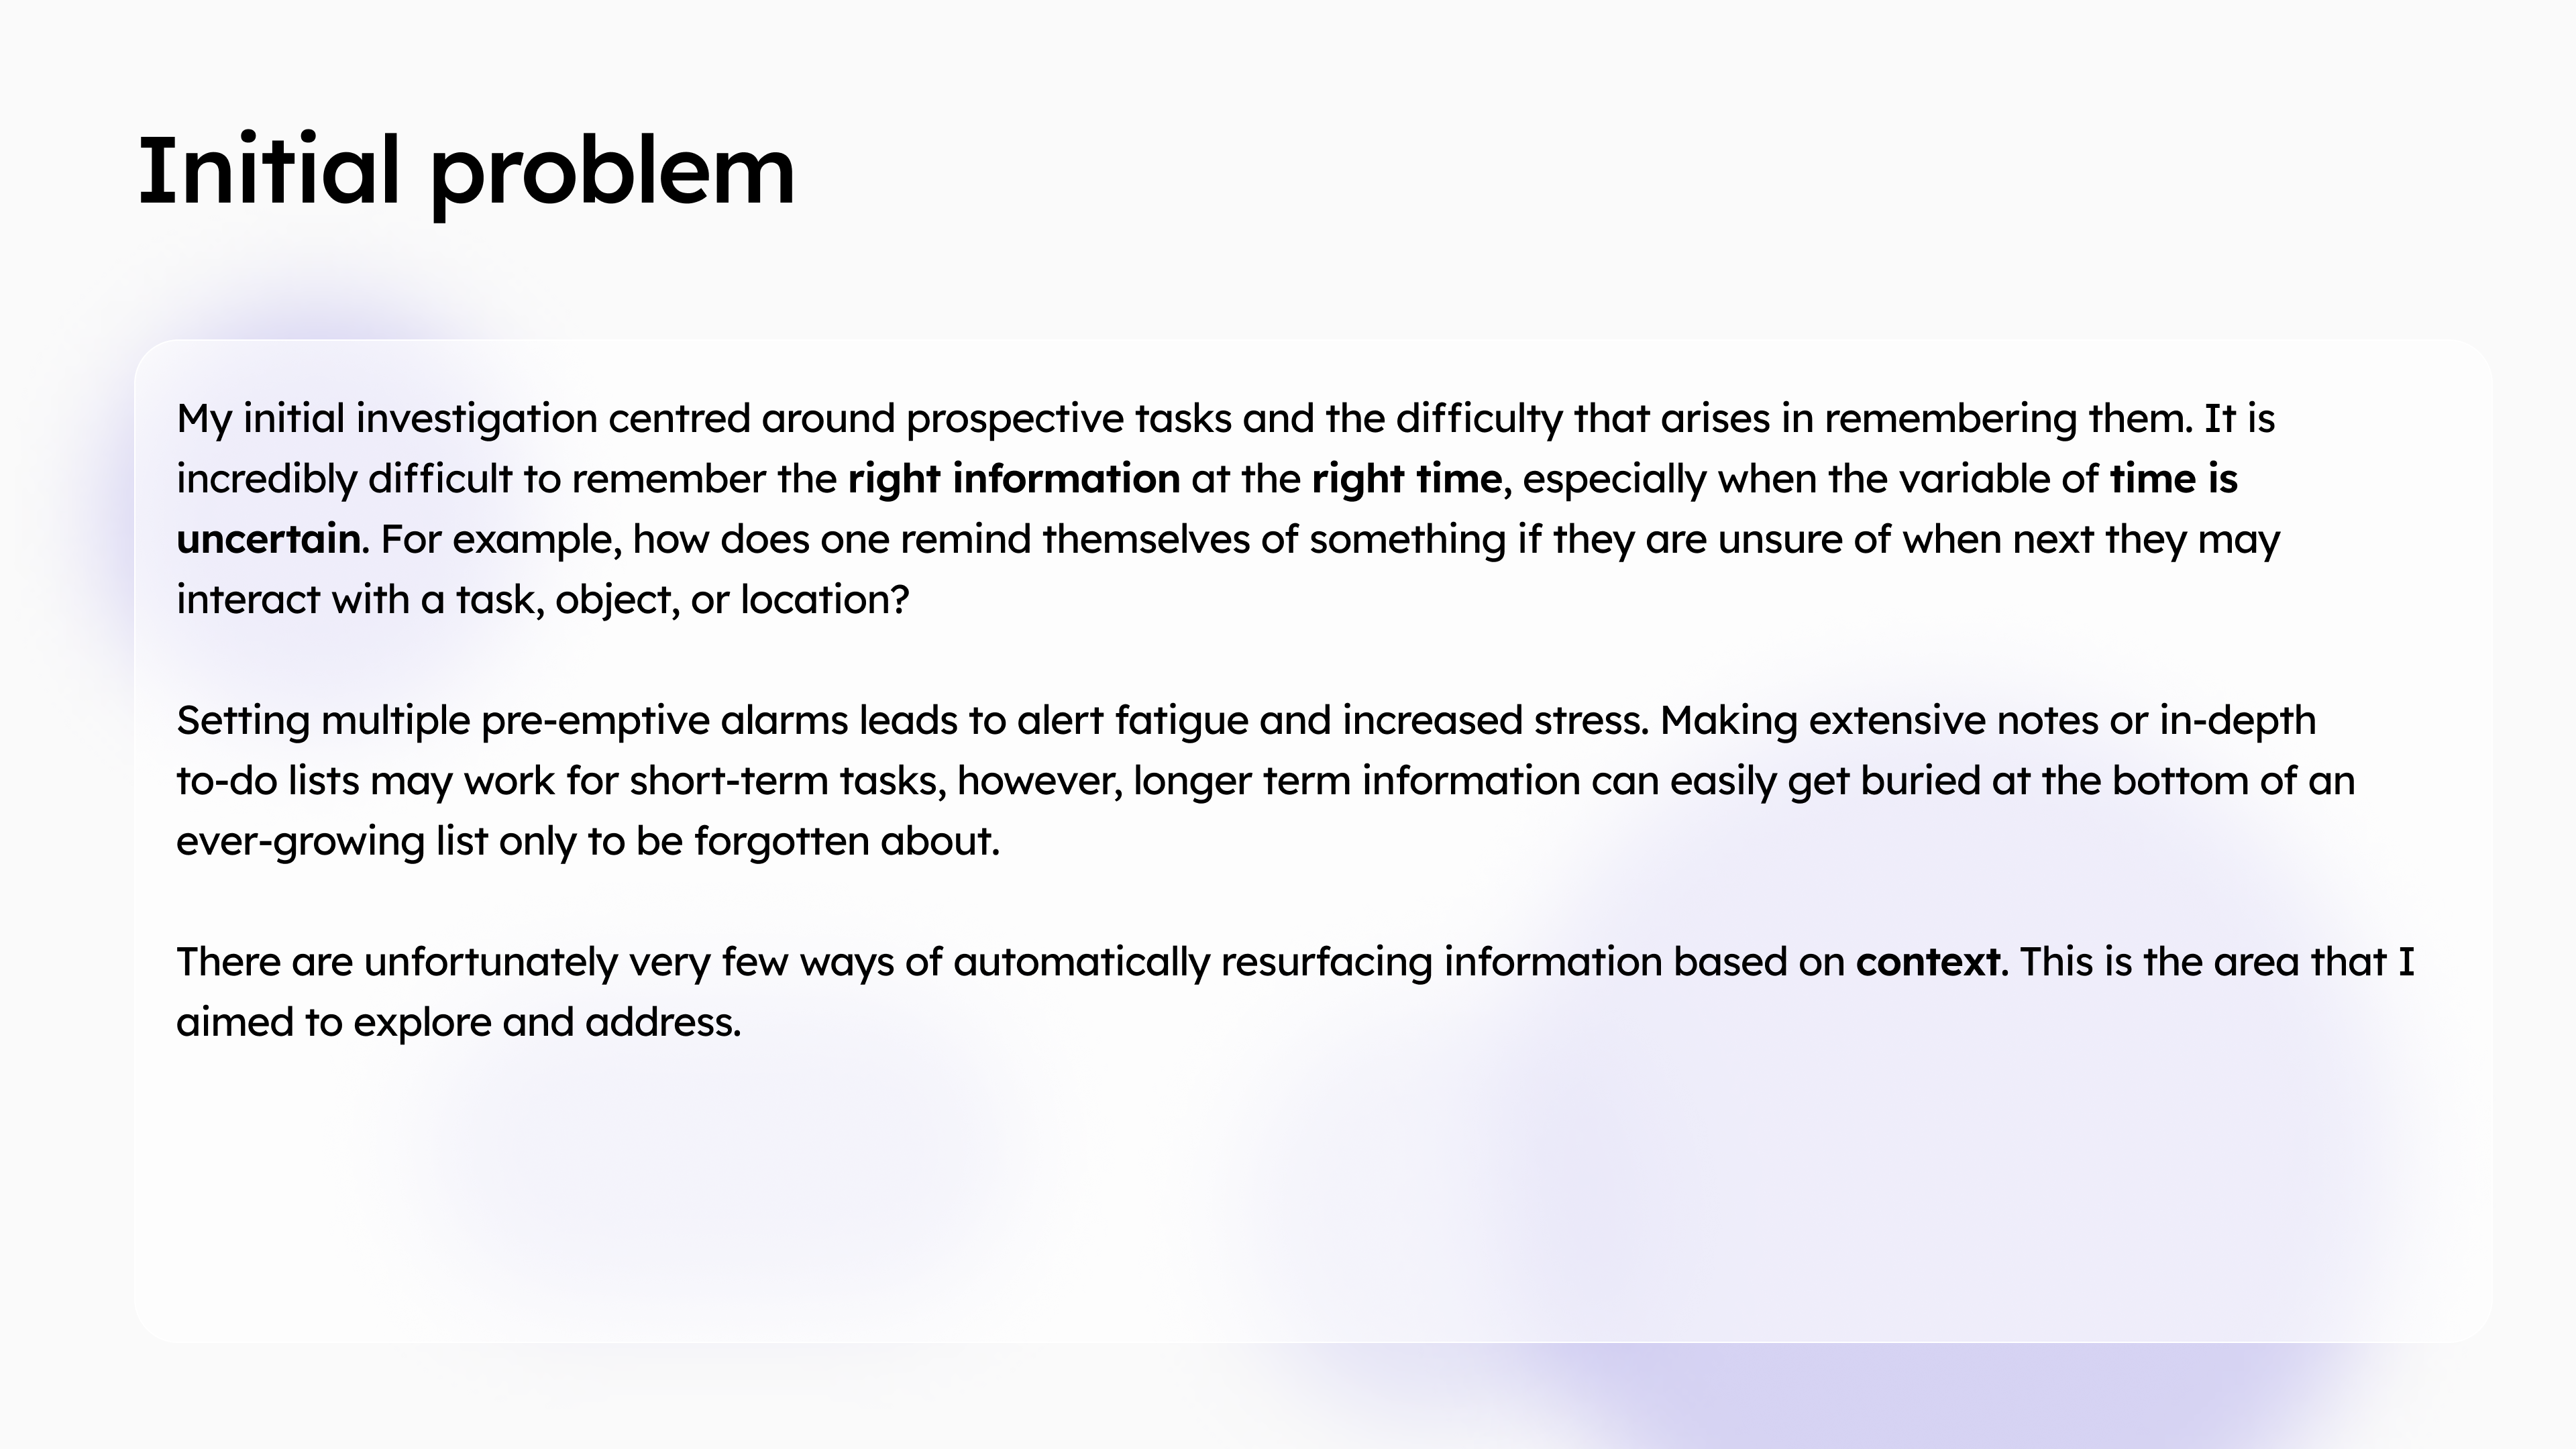 Initial problem
My initial investigation centred around prospective tasks and the difficulty that arises in remembering them. It is
incredibly difficult to remember the right information at the right time, especially when the variable of time is
uncertain. For example, how does one remind themselves of something if they are unsure of when next they may
interact with a task, object, or location?
Setting multiple pre-emptive alarms leads to alert fatigue and increased stress. Making extensive notes or in-depth
to-do lists may work for short-term tasks, however, longer term information can easily get buried at the bottom of an
ever-growing list only to be forgotten about.
There are unfortunately very few ways of automatically resurfacing information based on context. This is the area that I
aimed to explore and address.